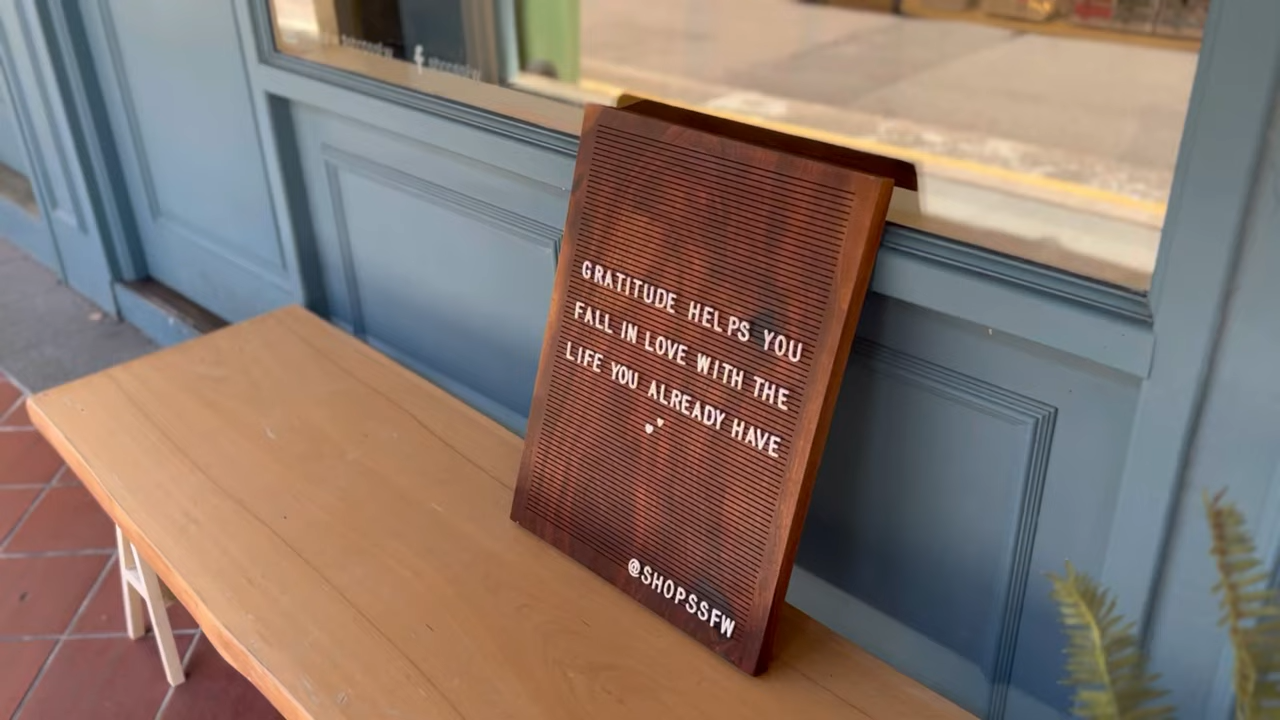 GRATITUDE HELPS YOU
FALL IN LOVE WITH THE
LIFE YOU ALREADY HAVE
@SHOPSSFW